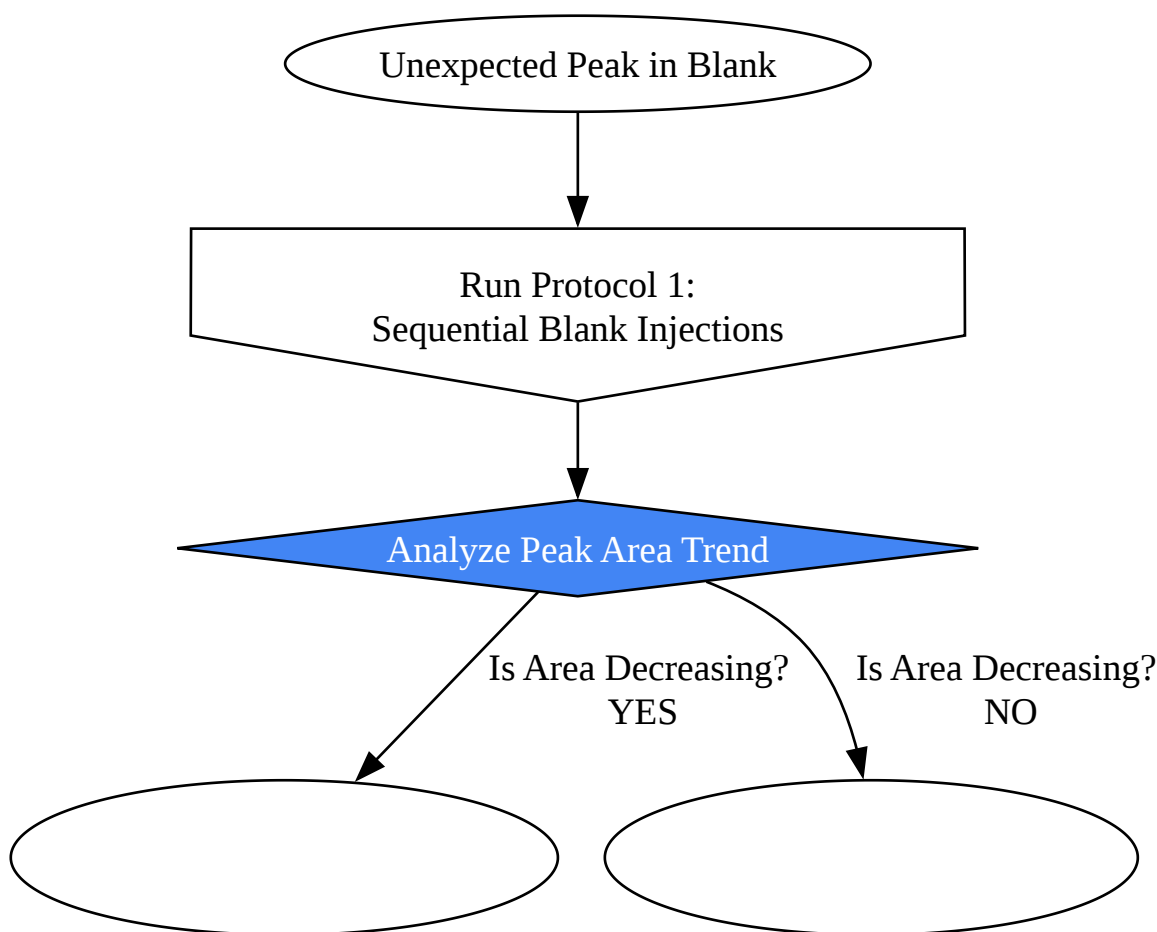 Unexpected Peak in Blank
Run Protocol 1:
Sequential Blank Injections
Analyze Peak Area Trend
Is Area Decreasing?
YES
Is Area Decreasing?
NO